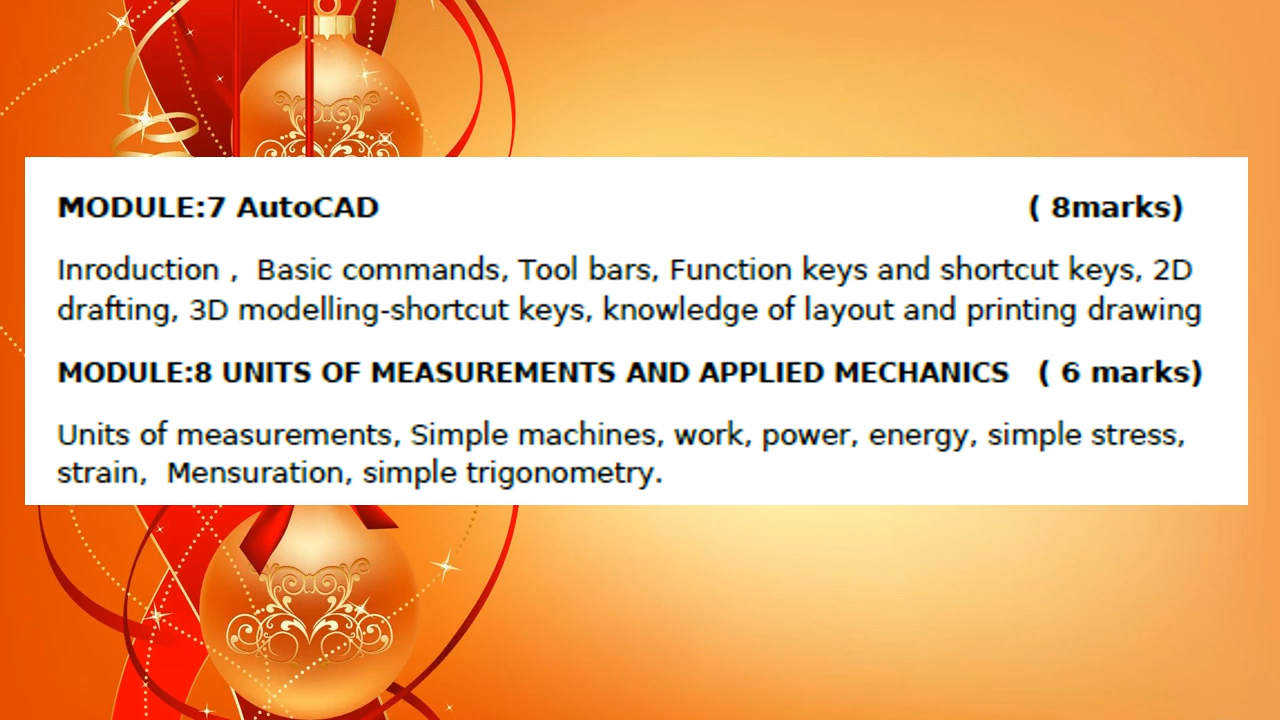 MODULE:7 AutoCAD ( 8marks)
Inroduction , Basic commands, Tool bars, Function keys and shortcut keys, 2D
drafting, 3D modelling-shortcut keys, knowledge of layout and printing drawing
MODULE:8 UNITS OF MEASUREMENTS AND APPLIED MECHANICS ( 6 marks)
Units of measurements, Simple machines, work, power, energy, simple stress,
strain, Mensuration, simple trigonometry.